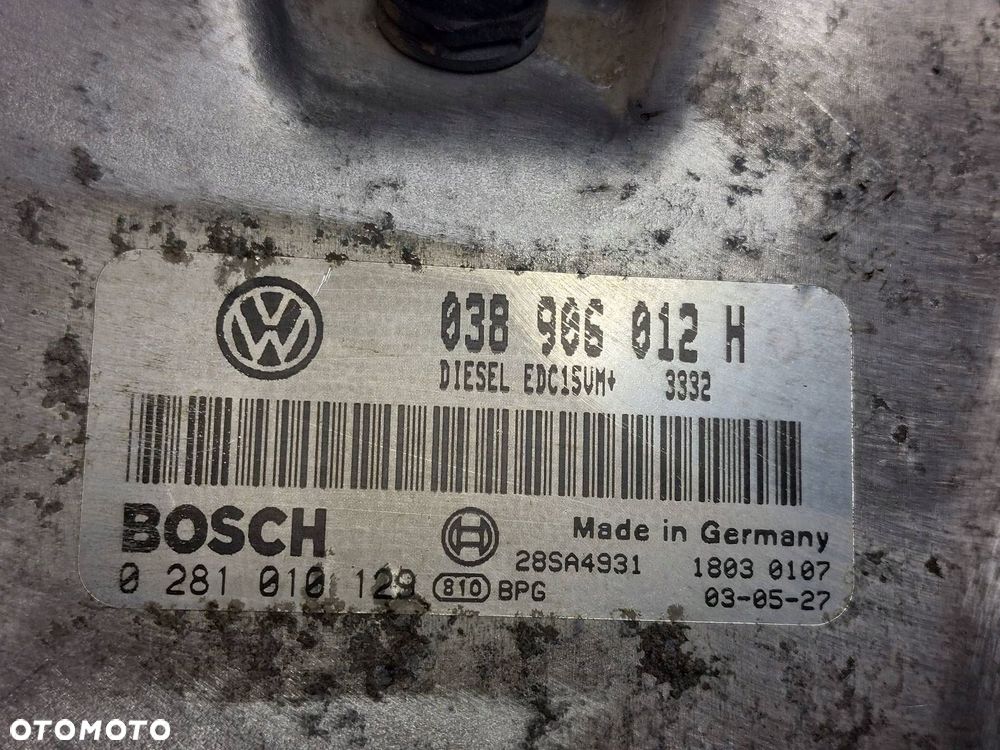 038 906 012 H
DIESEL EDC15VM+ 3332
BOSCH
Made in Germany
28SA4931 1803 0107
0 281 010 129 810 BPG 03-05-27
OTOMOTO